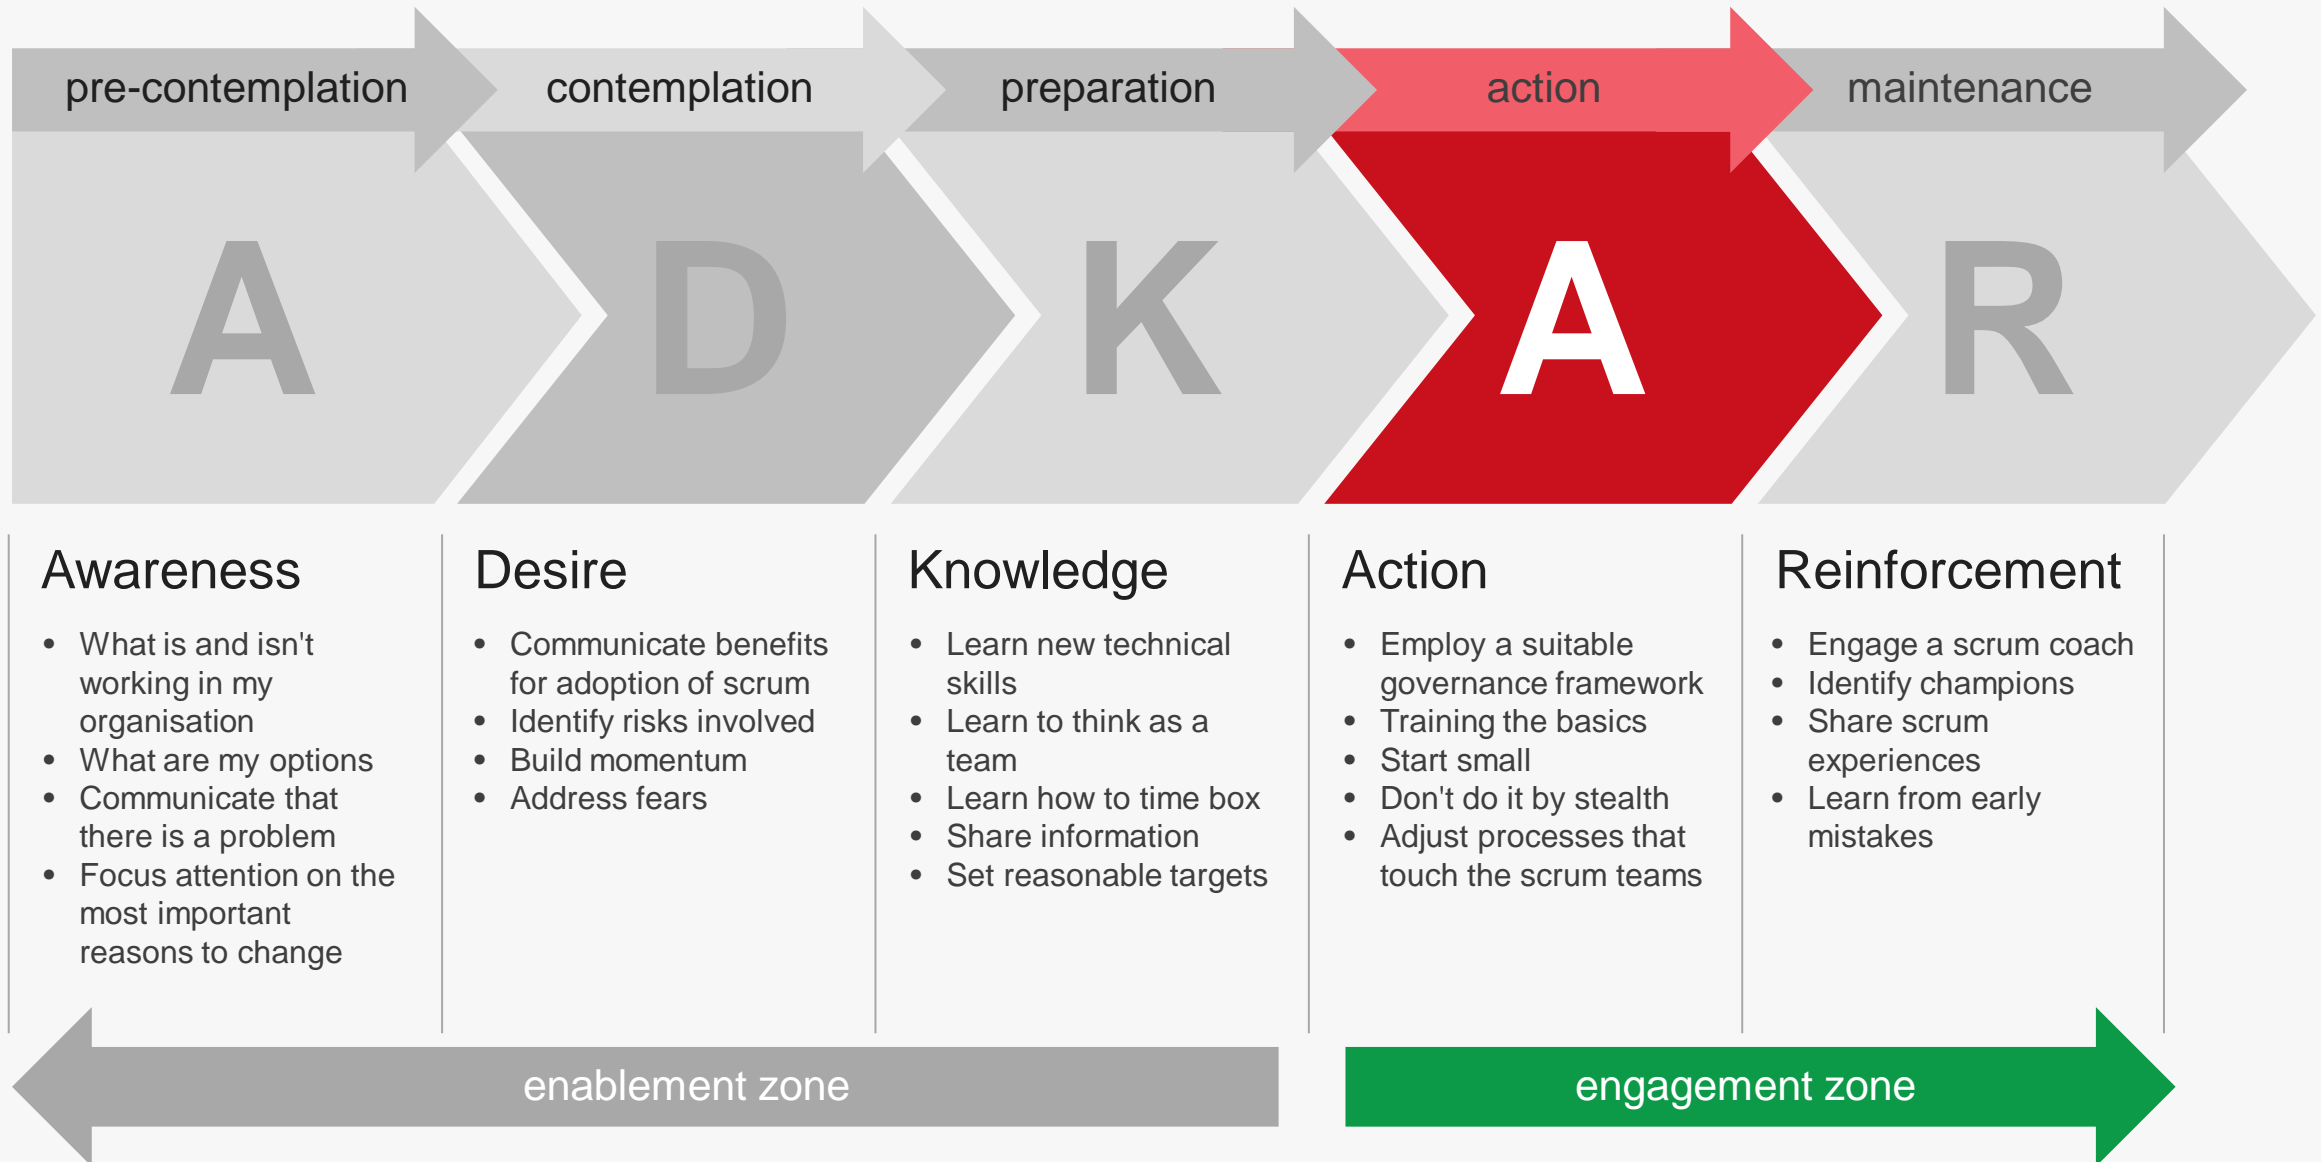 pre-contemplation
contemplation
preparation
action
maintenance
A
D
K
A
R
Awareness
• What is and isn't
working in my
organisation
• What are my options
• Communicate that
there is a problem
• Focus attention on the
most important
reasons to change
Desire
• Communicate benefits
for adoption of scrum
• Identify risks involved
• Build momentum
• Address fears
Knowledge
• Learn new technical
skills
• Learn to think as a
team
• Learn how to time box
• Share information
• Set reasonable targets
Action
• Employ a suitable
governance framework
• Training the basics
• Start small
• Don't do it by stealth
• Adjust processes that
touch the scrum teams
Reinforcement
• Engage a scrum coach
• Identify champions
• Share scrum
experiences
• Learn from early
mistakes
enablement zone
engagement zone